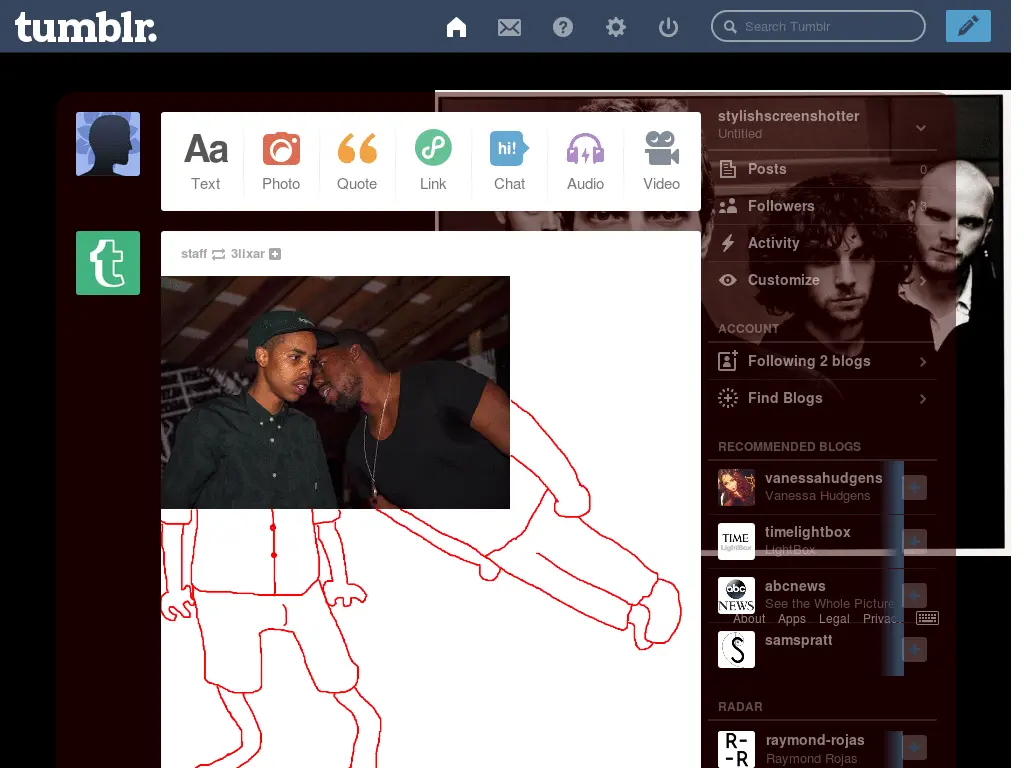 tumblr.
Search Tumblr
Aa
hi!
Text
Photo
Quote
Link
Chat
Audio
Video
staff 3lixar
stylishscreenshotter
Untitled
Posts 0
Followers 3
Activity
Customize
ACCOUNT
Following 2 blogs
Find Blogs
RECOMMENDED BLOGS
vanessahudgens
Vanessa Hudgens
TIME
LightBox
timelightbox
LightBox
abc
NEWS
abcnews
See the Whole Picture
About Apps Legal Privac
S
samspratt
RADAR
R-
-R
raymond-rojas
Raymond Rojas